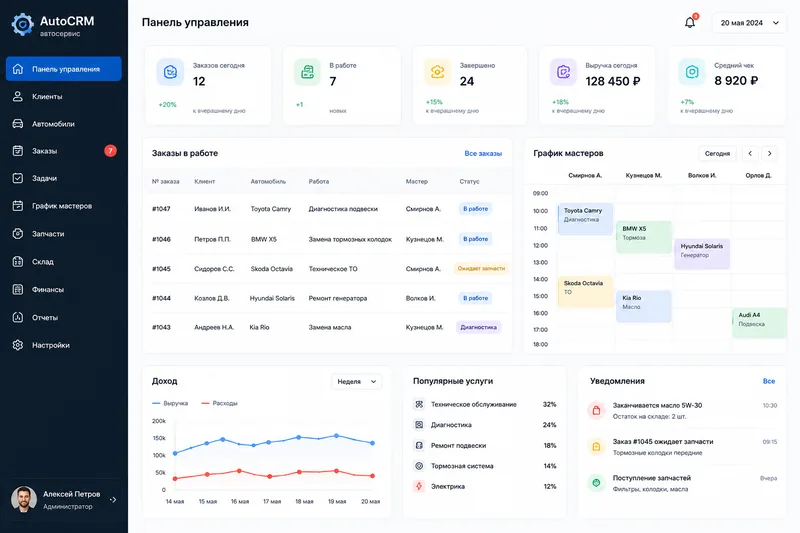 AutoCRM
автосервис
Панель управления
Клиенты
Автомобили
Заказы 7
Задачи
График мастеров
Запчасти
Склад
Финансы
Отчеты
Настройки
Алексей Петров
Администратор
Панель управления
20 мая 2024
Заказов сегодня
12
+20%
к вчерашнему дню
В работе
7
+1
новых
Завершено
24
+15%
к вчерашнему дню
Выручка сегодня
128 450 ₽
+18%
к вчерашнему дню
Средний чек
8 920 ₽
+7%
к вчерашнему дню
Заказы в работе Все заказы
№ заказа Клиент Автомобиль Работа Мастер Статус
#1047 Иванов И.И. Toyota Camry Диагностика подвески Смирнов А. В работе
#1046 Петров П.П. BMW X5 Замена тормозных колодок Кузнецов М. В работе
#1045 Сидоров С.С. Skoda Octavia Техническое ТО Смирнов А. Ожидает запчасти
#1044 Козлов Д.В. Hyundai Solaris Ремонт генератора Волков И. В работе
#1043 Андреев Н.А. Kia Rio Замена масла Кузнецов М. Диагностика
График мастеров Сегодня
Смирнов А. Кузнецов М. Волков И. Орлов Д.
09:00
10:00
11:00
12:00
13:00
14:00
15:00
16:00
17:00
18:00
Toyota Camry
Диагностика
BMW X5
Тормоза
Hyundai Solaris
Генератор
Skoda Octavia
ТО
Kia Rio
Масло
Audi A4
Подвеска
Доход Неделя
Выручка Расходы
200k
150k
100k
50k
0
14 мая 15 мая 16 мая 17 мая 18 мая 19 мая 20 мая
Популярные услуги
Техническое обслуживание 32%
Диагностика 24%
Ремонт подвески 18%
Тормозная система 14%
Электрика 12%
Уведомления Все
Заканчивается масло 5W-30 10:30
Остаток на складе: 2 шт.
Заказ #1045 ожидает запчасти 09:15
Тормозные колодки передние
Поступление запчастей Вчера
Фильтры, колодки, масла